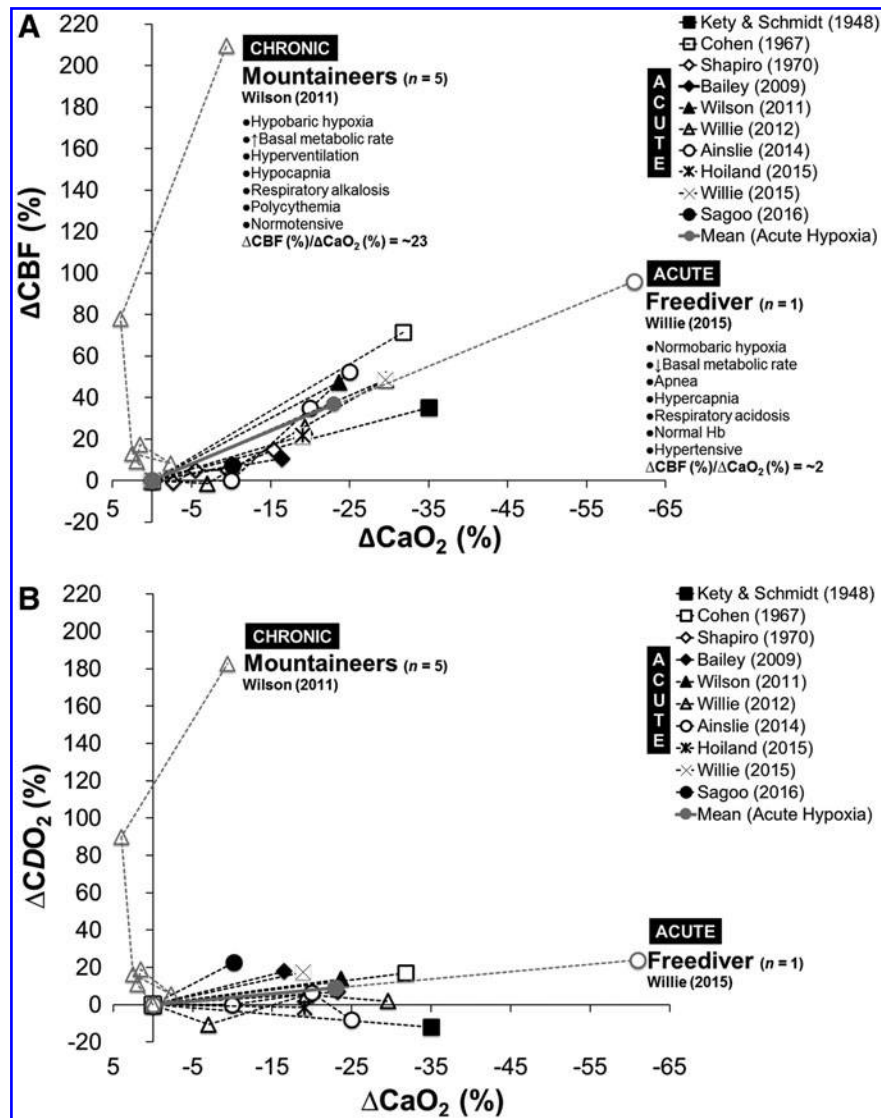 A
220
200
180
160
140
120
100
80
60
40
20
0
-20
ΔCBF (%)
5
-5
-15
-25
-35
-45
-55
-65
ΔCaO₂ (%)
CHRONIC
Mountaineers (n = 5)
Wilson (2011)
●Hypobaric hypoxia
●↑Basal metabolic rate
●Hyperventilation
●Hypocapnia
●Respiratory alkalosis
●Polycythemia
●Normotensive
ΔCBF (%)/ΔCaO₂ (%) = ~23
ACUTE
Kety & Schmidt (1948)
Cohen (1967)
Shapiro (1970)
Bailey (2009)
Wilson (2011)
Willie (2012)
Ainslie (2014)
Hoiland (2015)
Willie (2015)
Sagoo (2016)
Mean (Acute Hypoxia)
ACUTE
Freediver (n = 1)
Willie (2015)
●Normobaric hypoxia
●↓Basal metabolic rate
●Apnea
●Hypercapnia
●Respiratory acidosis
●Normal Hb
●Hypertensive
ΔCBF (%)/ΔCaO₂ (%) = ~2
B
220
200
180
160
140
120
100
80
60
40
20
0
-20
ΔCDO₂ (%)
5
-5
-15
-25
-35
-45
-55
-65
ΔCaO₂ (%)
CHRONIC
Mountaineers (n = 5)
Wilson (2011)
ACUTE
Kety & Schmidt (1948)
Cohen (1967)
Shapiro (1970)
Bailey (2009)
Wilson (2011)
Willie (2012)
Ainslie (2014)
Hoiland (2015)
Willie (2015)
Sagoo (2016)
Mean (Acute Hypoxia)
ACUTE
Freediver (n = 1)
Willie (2015)